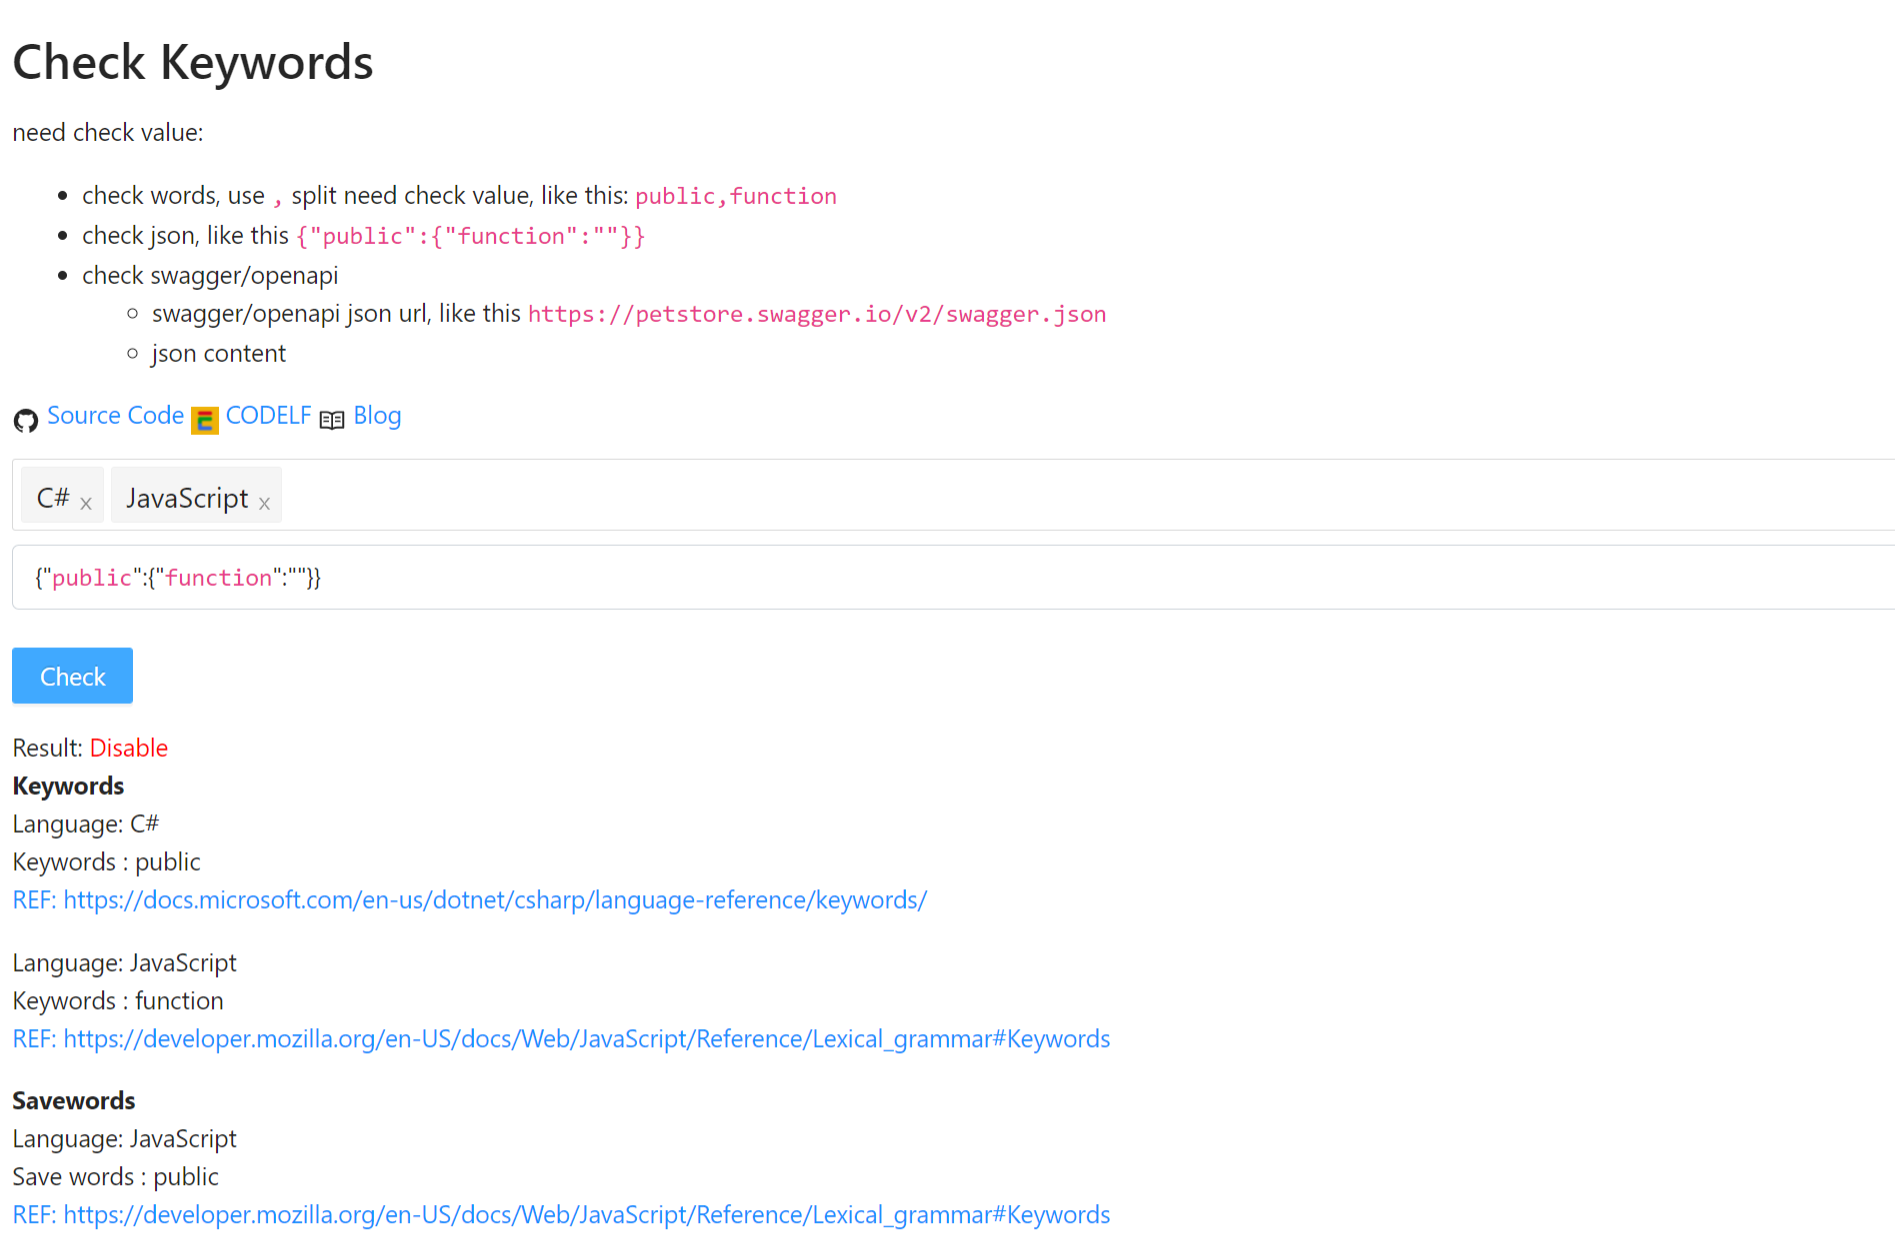 Check Keywords
need check value:
check words, use , split need check value, like this: public,function
check json, like this {"public":{"function":""}}
check swagger/openapi
swagger/openapi json url, like this https://petstore.swagger.io/v2/swagger.json
json content
Source Code CODELF Blog
C# x JavaScript x
{"public":{"function":""}}
Check
Result: Disable
Keywords
Language: C#
Keywords : public
REF: https://docs.microsoft.com/en-us/dotnet/csharp/language-reference/keywords/
Language: JavaScript
Keywords : function
REF: https://developer.mozilla.org/en-US/docs/Web/JavaScript/Reference/Lexical_grammar#Keywords
Savewords
Language: JavaScript
Save words : public
REF: https://developer.mozilla.org/en-US/docs/Web/JavaScript/Reference/Lexical_grammar#Keywords